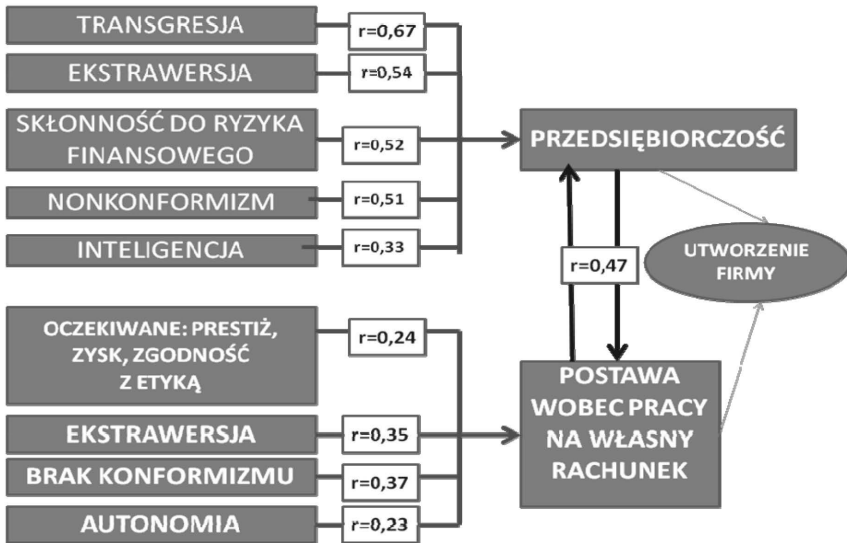 TRANSGRESJA
r=0,67
EKSTRAWERSJA
r=0,54
SKŁONNOŚĆ DO RYZYKA
FINANSOWEGO
r=0,52
NONKONFORMIZM
r=0,51
INTELIGENCJA
r=0,33
PRZEDSIĘBIORCZOŚĆ
r=0,47
UTWORZENIE
FIRMY
OCZEKIWANE: PRESTIŻ,
ZYSK, ZGODNOŚĆ
Z ETYKĄ
r=0,24
EKSTRAWERSJA
r=0,35
BRAK KONFORMIZMU
r=0,37
AUTONOMIA
r=0,23
POSTAWA
WOBEC PRACY
NA WŁASNY
RACHUNEK